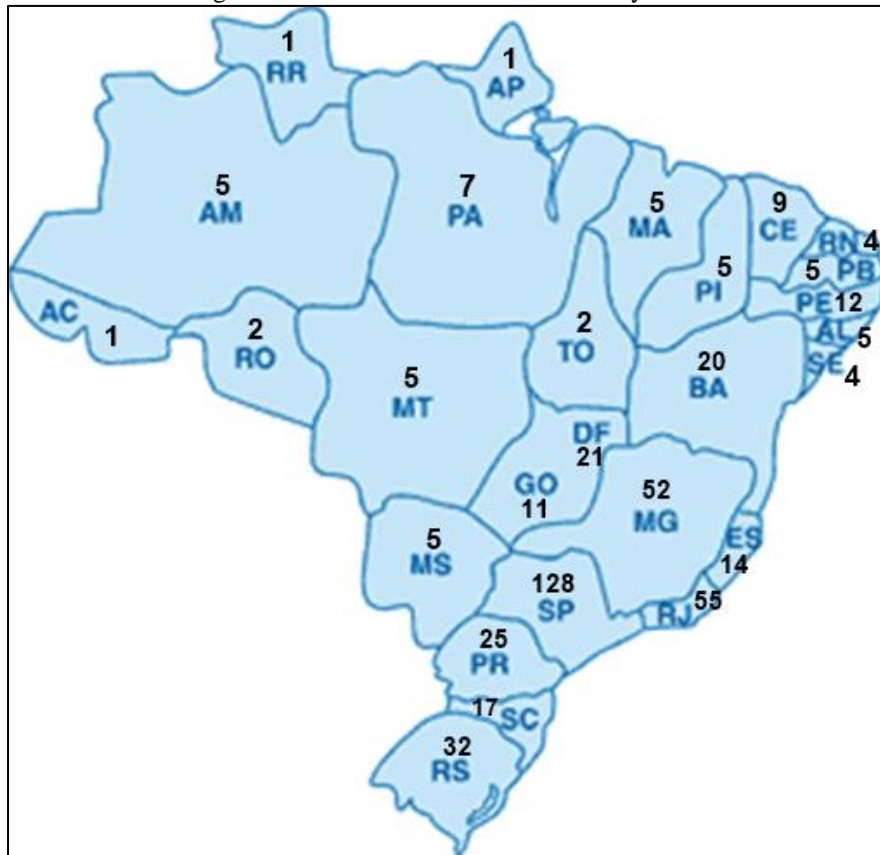 1
RR
1
AP
5
AM
7
PA
5
MA
9
CE
RN 4
5 PB
5
PI
PE 12
AL 5
SE 4
AC
1
2
RO
2
TO
20
BA
5
MT
DF
21
GO
11
52
MG
ES
14
5
MS
128
SP
RJ 55
25
PR
17 SC
32
RS